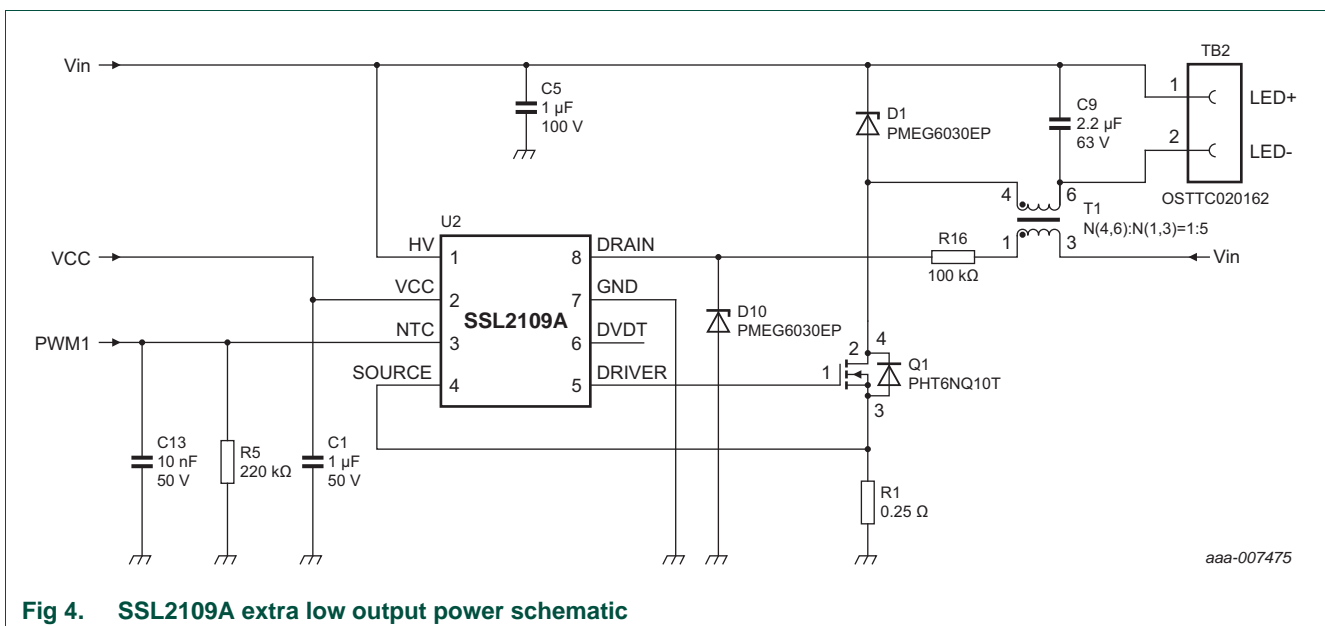 Vin
C5
1 µF
100 V
D1
PMEG6030EP
C9
2.2 µF
63 V
TB2
1
LED+
2
LED-
OSTTC020162
4
6
T1
N(4,6):N(1,3)=1:5
1
3
Vin
R16
100 kΩ
U2
HV
1
8
DRAIN
VCC
VCC
2
7
GND
SSL2109A
D10
PMEG6030EP
PWM1
NTC
3
6
DVDT
SOURCE
4
5
DRIVER
2
4
1
Q1
PHT6NQ10T
3
C13
10 nF
50 V
R5
220 kΩ
C1
1 µF
50 V
R1
0.25 Ω
aaa-007475
Fig 4. SSL2109A extra low output power schematic